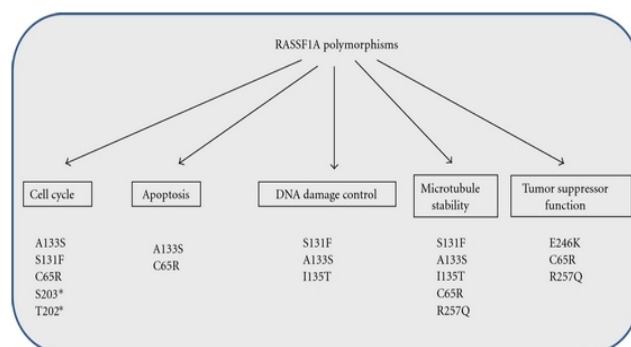 RASSF1A polymorphisms
Cell cycle
A133S
S131F
C65R
S203*
T202*
Apoptosis
A133S
C65R
DNA damage control
S131F
A133S
I135T
Microtubule
stability
S131F
A133S
I135T
C65R
R257Q
Tumor suppressor
function
E246K
C65R
R257Q